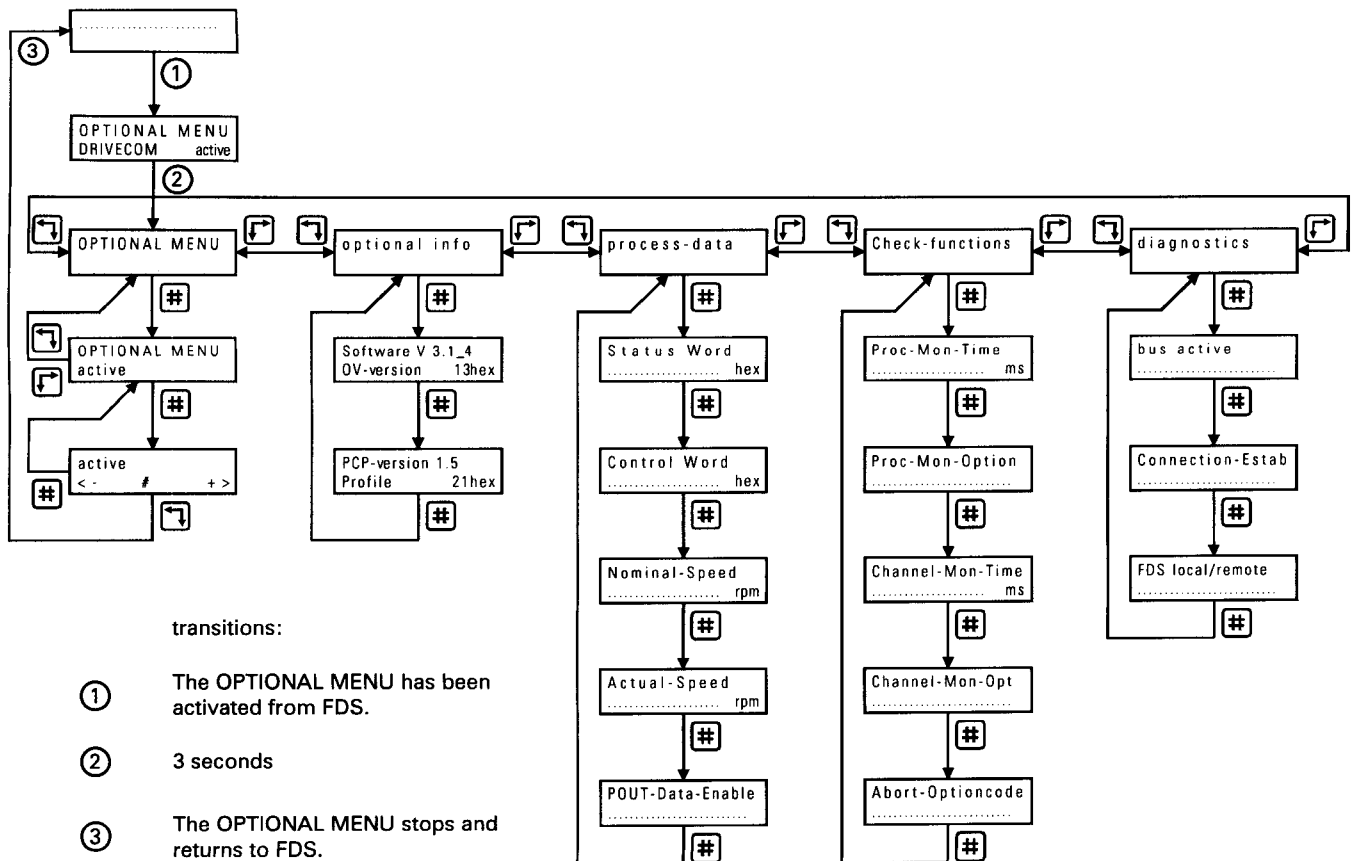 ③
①
OPTIONAL MENU
DRIVECOM active
②
OPTIONAL MENU
optional info
process-data
Check-functions
diagnostics
#
#
#
#
#
OPTIONAL MENU
active
Software V 3.1_4
OV-version 13hex
Status Word
hex
Proc-Mon-Time
ms
bus active
#
#
#
#
#
active
< - # + >
#
PCP-version 1.5
Profile 21hex
#
Control Word
hex
#
Proc-Mon-Option
#
Connection-Estab
#
Nominal-Speed
rpm
#
Channel-Mon-Time
ms
#
FDS local/remote
#
Actual-Speed
rpm
#
Channel-Mon-Opt
#
POUT-Data-Enable
#
Abort-Optioncode
#
transitions:
① The OPTIONAL MENU has been
activated from FDS.
② 3 seconds
③ The OPTIONAL MENU stops and
returns to FDS.